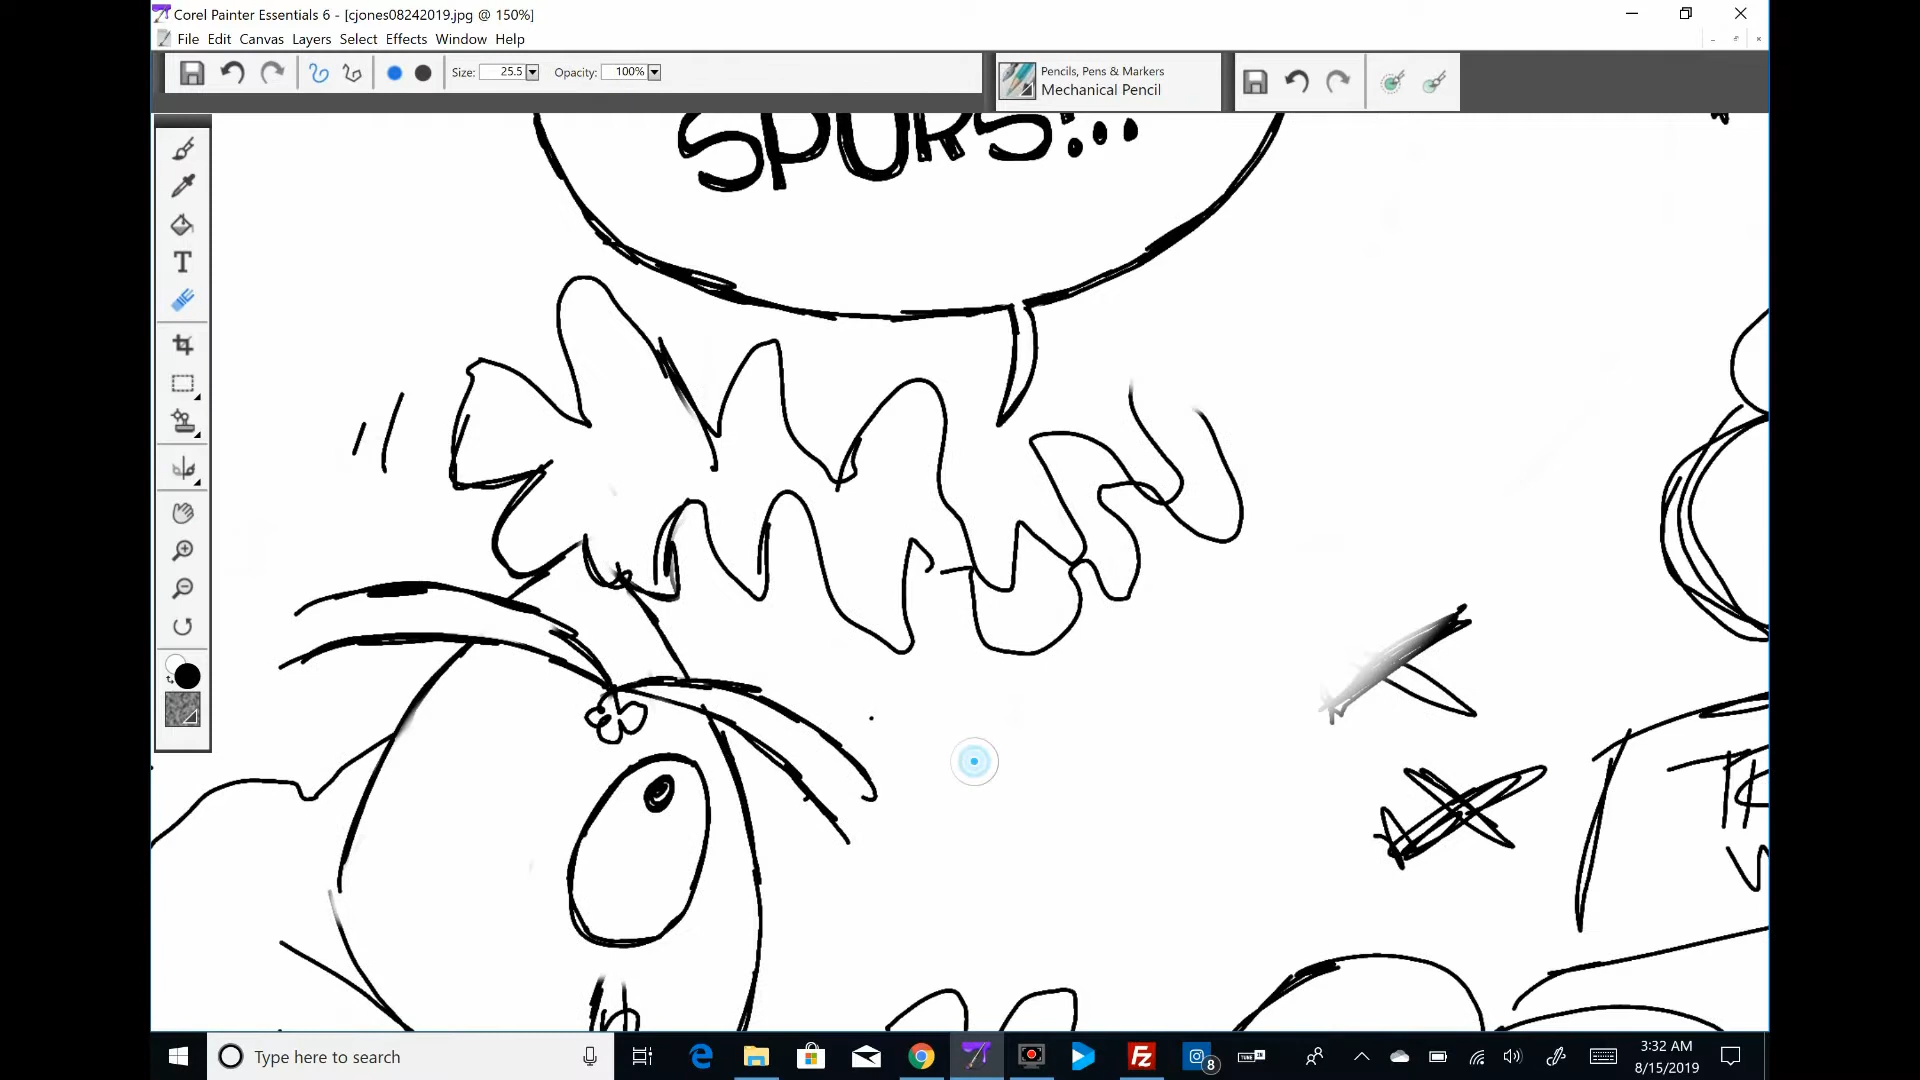 Corel Painter Essentials 6 - [cjones08242019.jpg @ 150%]
File Edit Canvas Layers Select Effects Window Help
Size: 25.5 Opacity: 100%
Pencils, Pens & Markers
Mechanical Pencil
SPURS!...
T
Type here to search
8
3:32 AM
8/15/2019